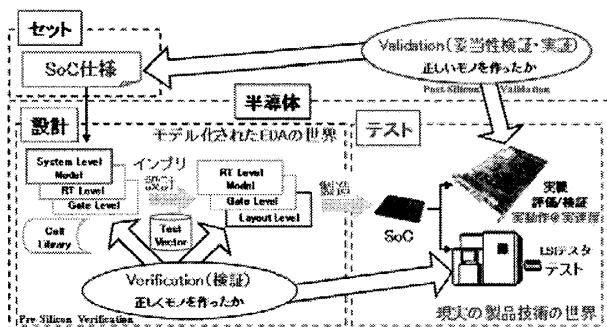 セット
SoC仕様
Validation(妥当性検証・実証)
正しいモノを作ったか
Post-Silicon Validation
半導体
設計
モデル化されたEDAの世界
テスト
System Level
Model
RT Level
Gate Level
Cell
Library
インプリ
設計
Test
Vector
RT Level
Model
Gate Level
Layout Level
製造
SoC
実機
評価/検証
実動作@実速度
LSIテスタ
テスト
Verification(検証)
正しくモノを作ったか
Pre-Silicon Verification
現実の製品技術の世界